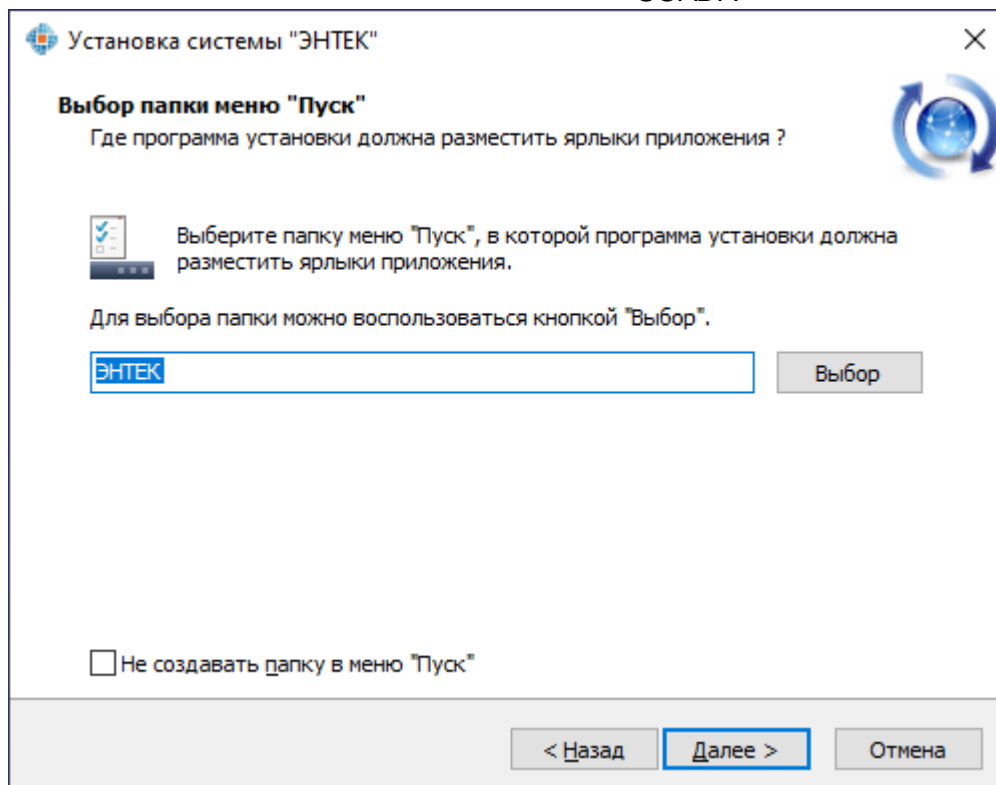 Установка системы "ЭНТЕК"
Выбор папки меню "Пуск"
Где программа установки должна разместить ярлыки приложения ?
Выберите папку меню "Пуск", в которой программа установки должна
разместить ярлыки приложения.
Для выбора папки можно воспользоваться кнопкой "Выбор".
ЭНТЕК
Выбор
Не создавать папку в меню "Пуск"
< Назад
Далее >
Отмена